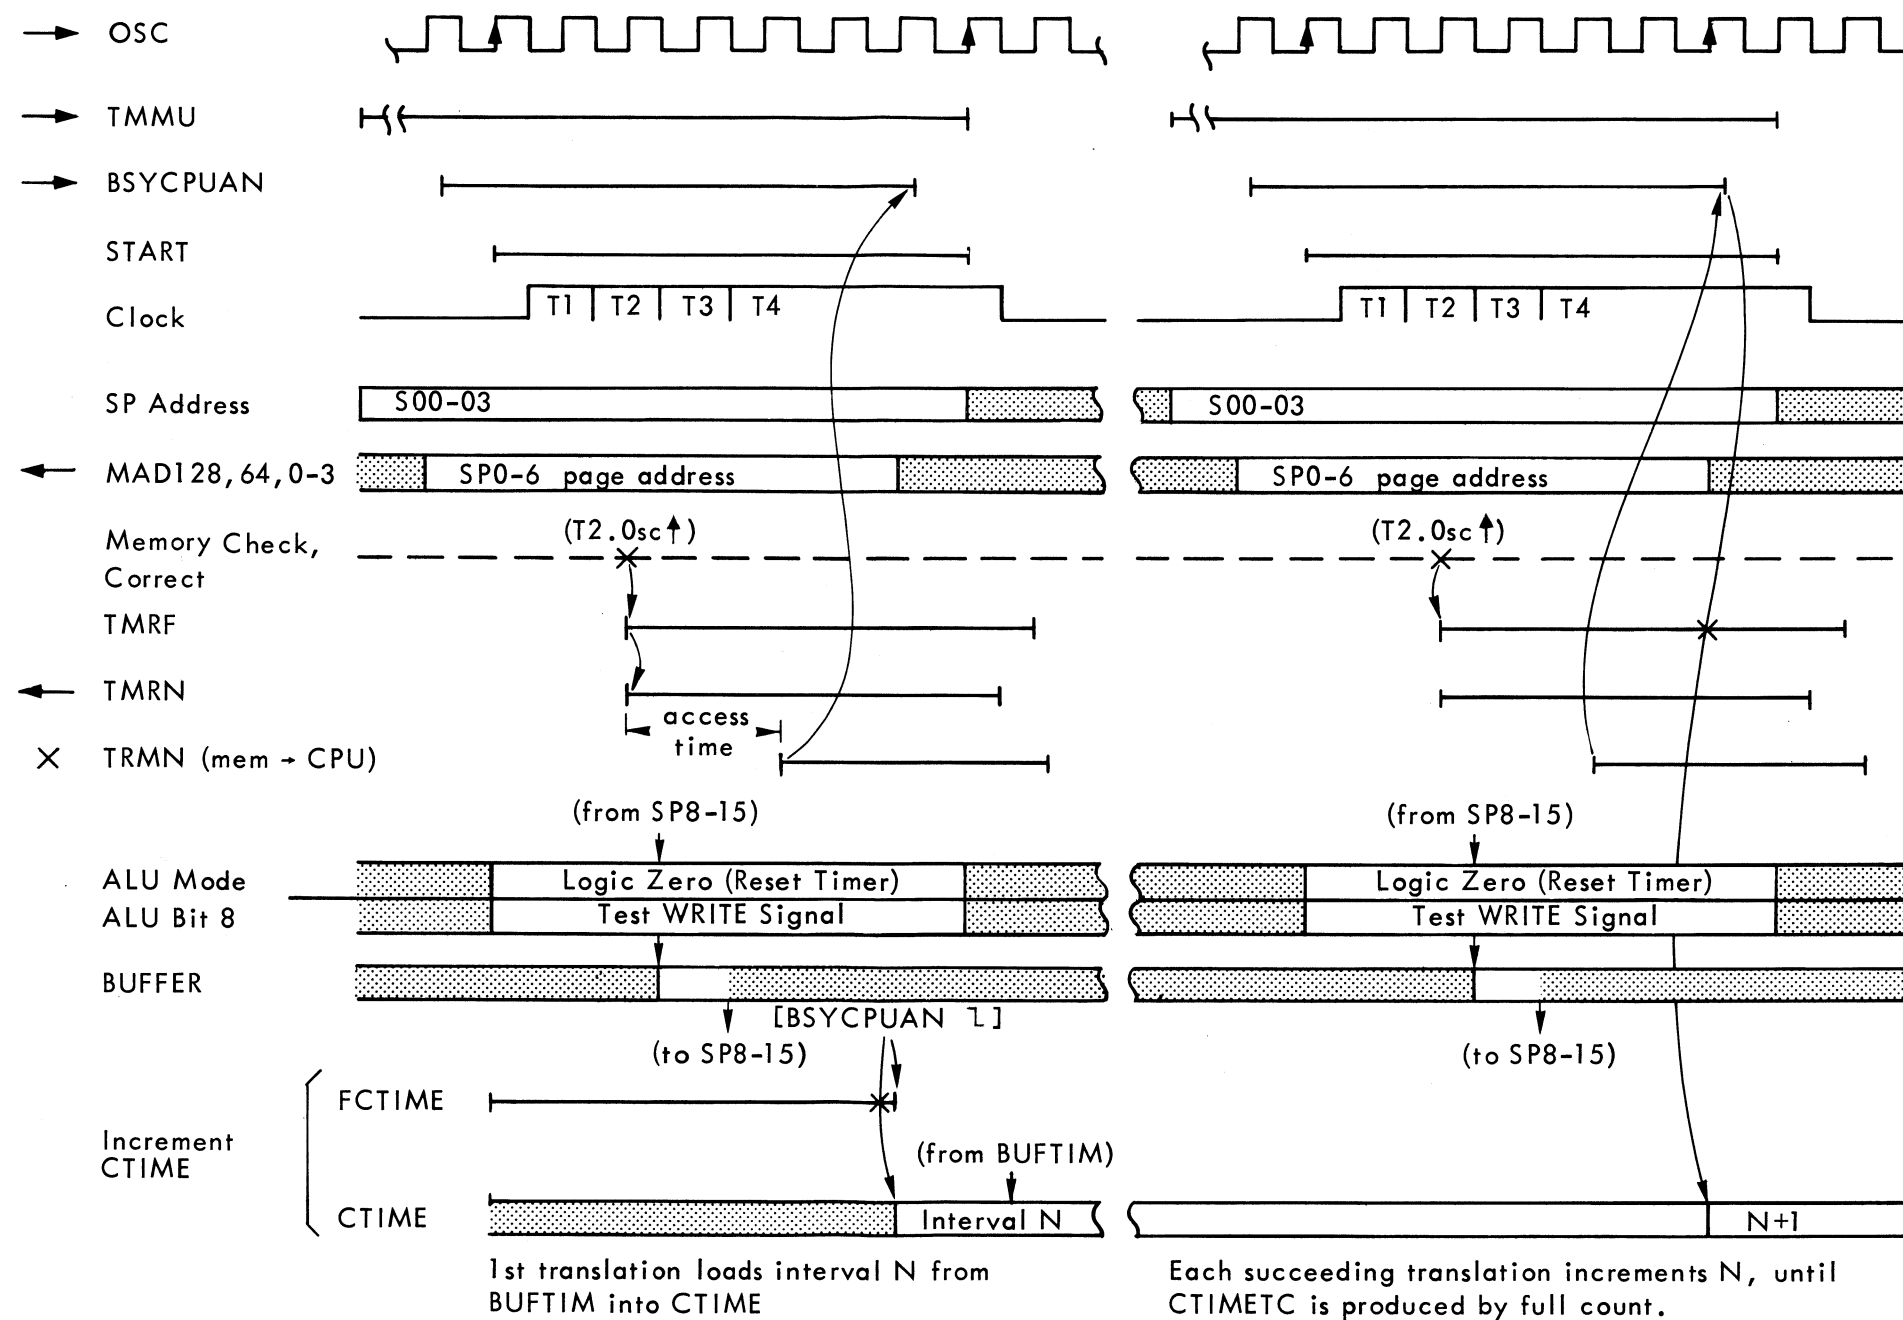 OSC
TMMU
BSYCPUAN
START
Clock T1 T2 T3 T4 T1 T2 T3 T4
SP Address S00-03 S00-03
MAD128,64,0-3 SP0-6 page address SP0-6 page address
(T2.0sc↑) (T2.0sc↑)
Memory Check,
Correct
TMRF
TMRN
access
time
× TRMN (mem → CPU)
(from SP8-15) (from SP8-15)
ALU Mode Logic Zero (Reset Timer) Logic Zero (Reset Timer)
ALU Bit 8 Test WRITE Signal Test WRITE Signal
BUFFER
[BSYCPUAN ]
(to SP8-15) (to SP8-15)
FCTIME
Increment
CTIME
(from BUFTIM)
CTIME Interval N N+1
1st translation loads interval N from
BUFTIM into CTIME
Each succeeding translation increments N, until
CTIMETC is produced by full count.